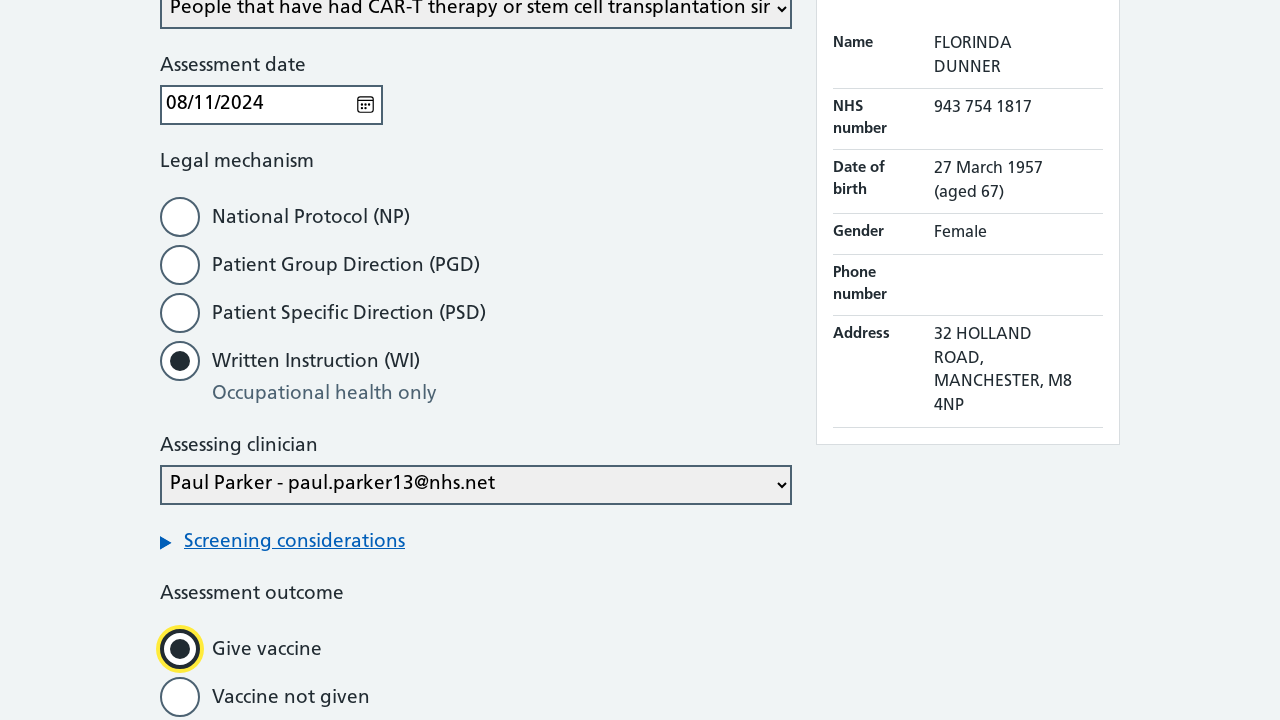 People that have had CAR-T therapy or stem cell transplantation sir
Assessment date
08/11/2024
Legal mechanism
National Protocol (NP)
Patient Group Direction (PGD)
Patient Specific Direction (PSD)
Written Instruction (WI)
Occupational health only
Assessing clinician
Paul Parker - paul.parker13@nhs.net
Screening considerations
Assessment outcome
Give vaccine
Vaccine not given
Name
FLORINDA
DUNNER
NHS
number
943 754 1817
Date of
birth
27 March 1957
(aged 67)
Gender
Female
Phone
number
Address
32 HOLLAND
ROAD,
MANCHESTER, M8
4NP